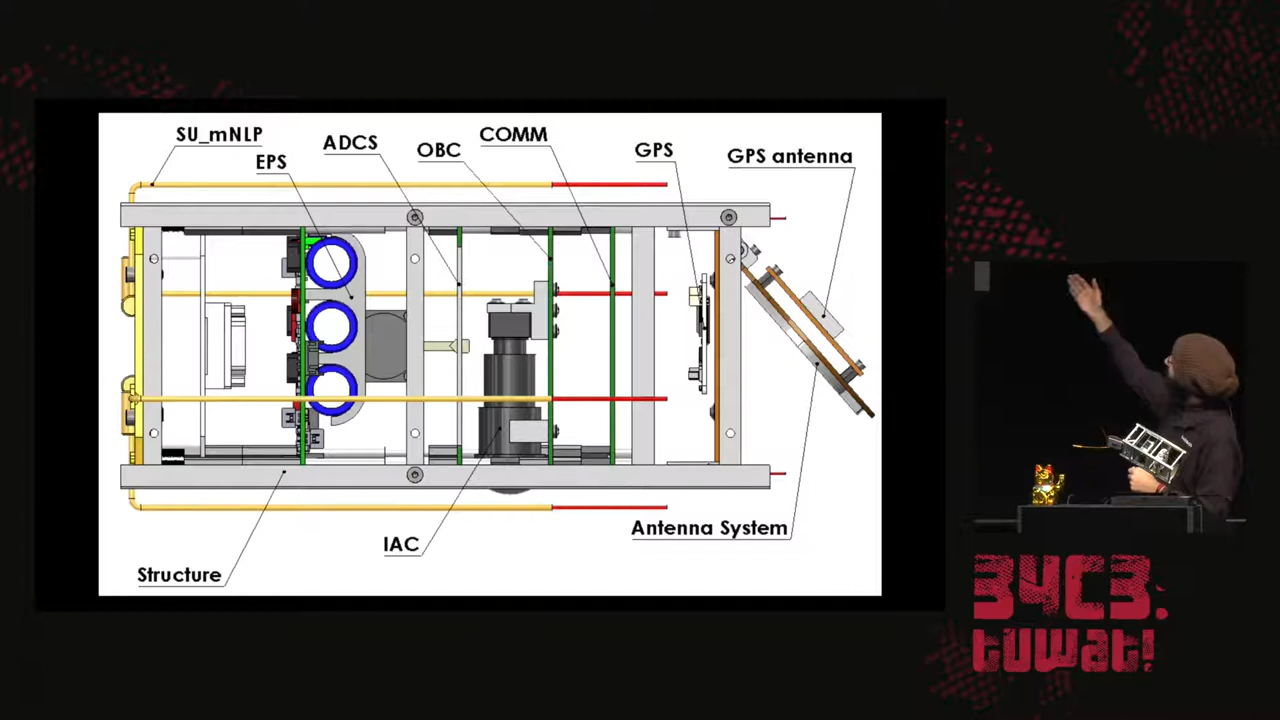 SU_mNLP
EPS
ADCS
OBC
COMM
GPS
GPS antenna
IAC
Antenna System
Structure
34C3.
tuwat!